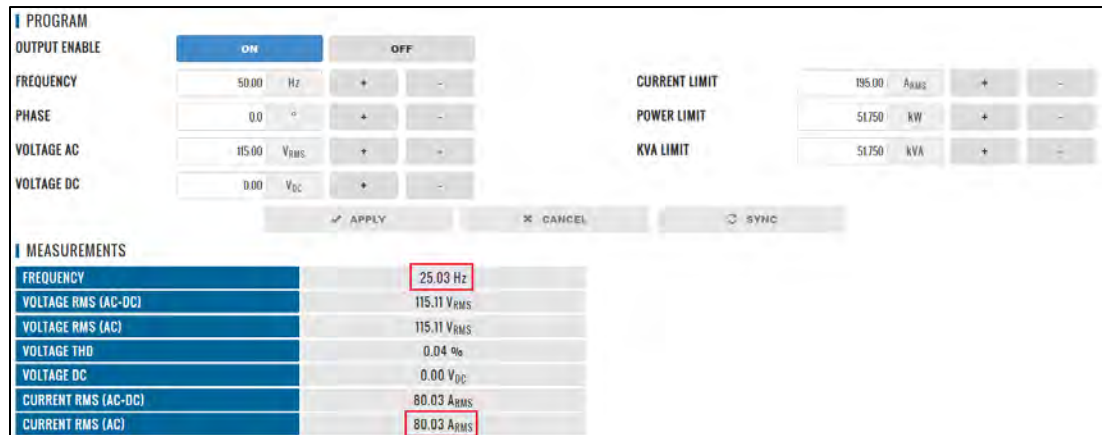 PROGRAM
OUTPUT ENABLE ON OFF
FREQUENCY 50.00 Hz + - CURRENT LIMIT 195.00 ARMS + -
PHASE 0.0 ° + - POWER LIMIT 51.750 kW + -
VOLTAGE AC 115.00 VRMS + - KVA LIMIT 51.750 kVA + -
VOLTAGE DC 0.00 VDC + -
✓ APPLY ✕ CANCEL SYNC
MEASUREMENTS
FREQUENCY 25.03 Hz
VOLTAGE RMS (AC-DC) 115.11 VRMS
VOLTAGE RMS (AC) 115.11 VRMS
VOLTAGE THD 0.04 %
VOLTAGE DC 0.00 VDC
CURRENT RMS (AC-DC) 80.03 ARMS
CURRENT RMS (AC) 80.03 ARMS